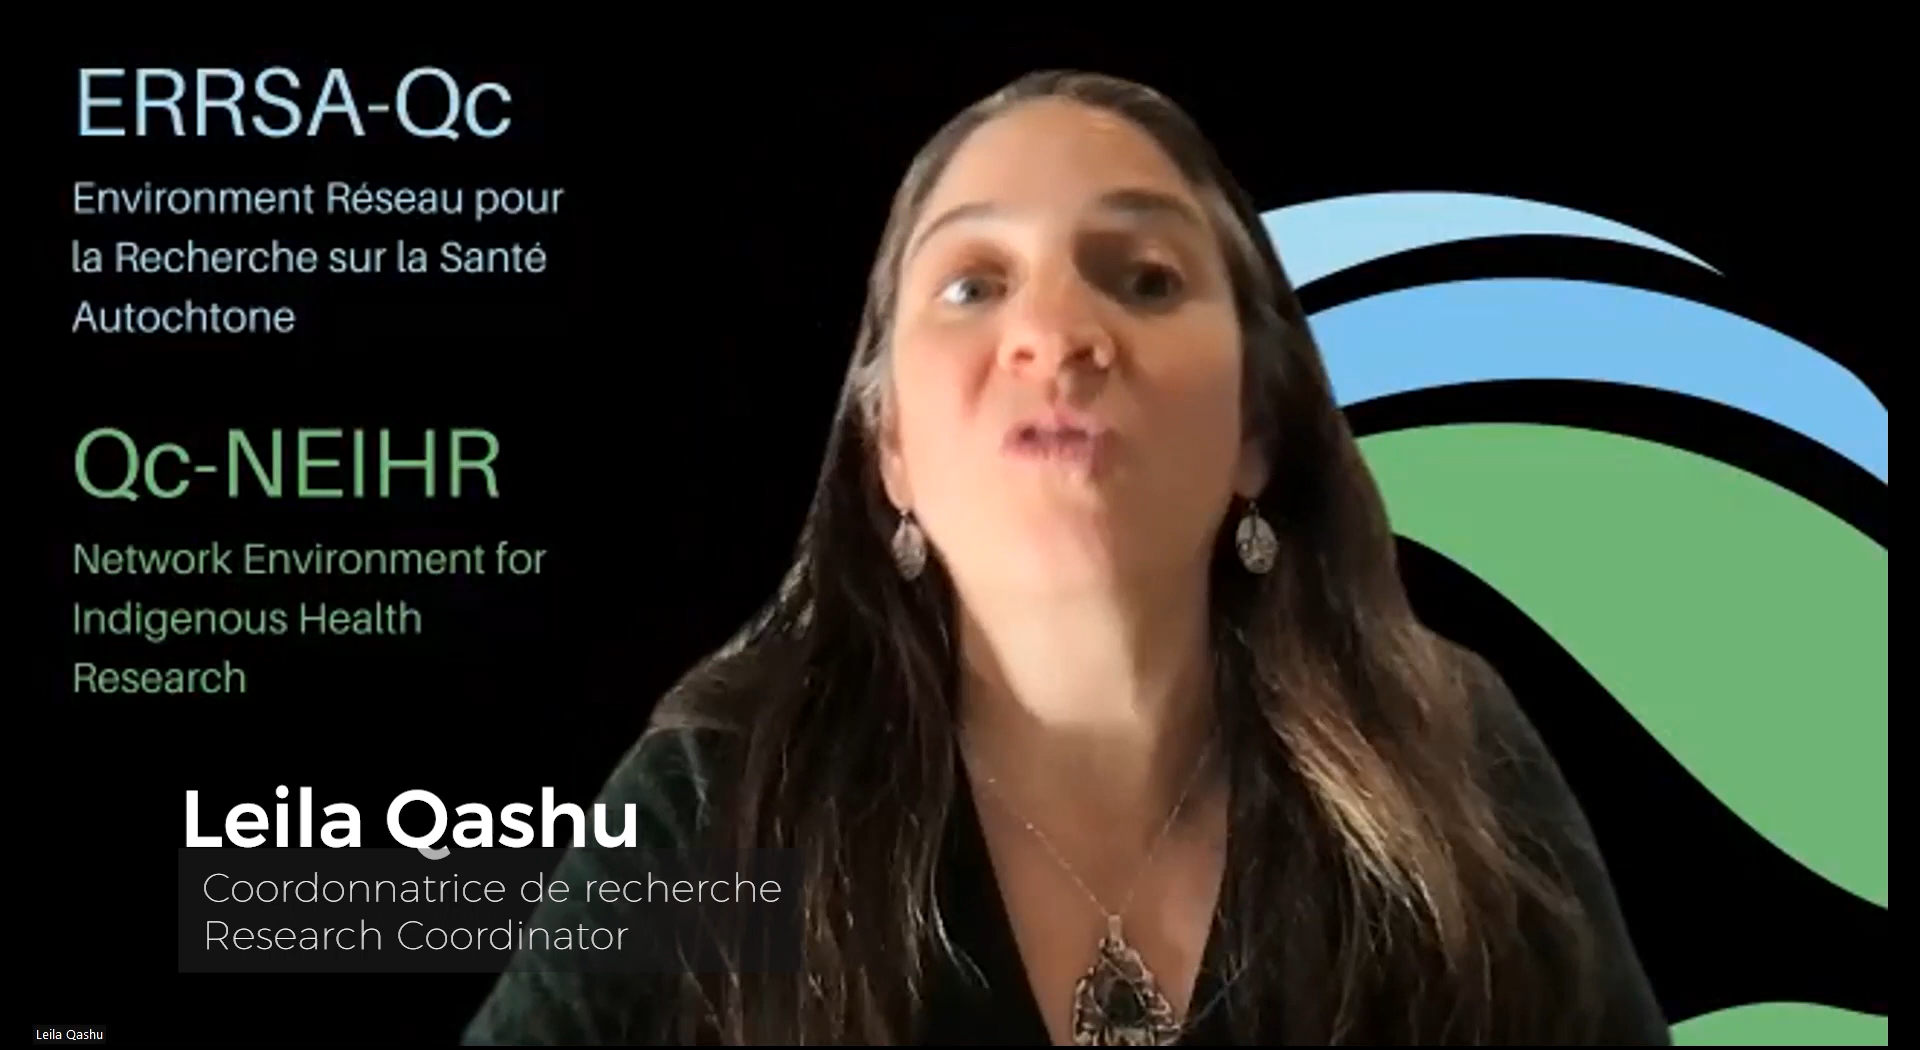 ERRSA-Qc
Environment Réseau pour
la Recherche sur la Santé
Autochtone
Qc-NEIHR
Network Environment for
Indigenous Health
Research
Leila Qashu
Coordonnatrice de recherche
Research Coordinator
Leila Qashu